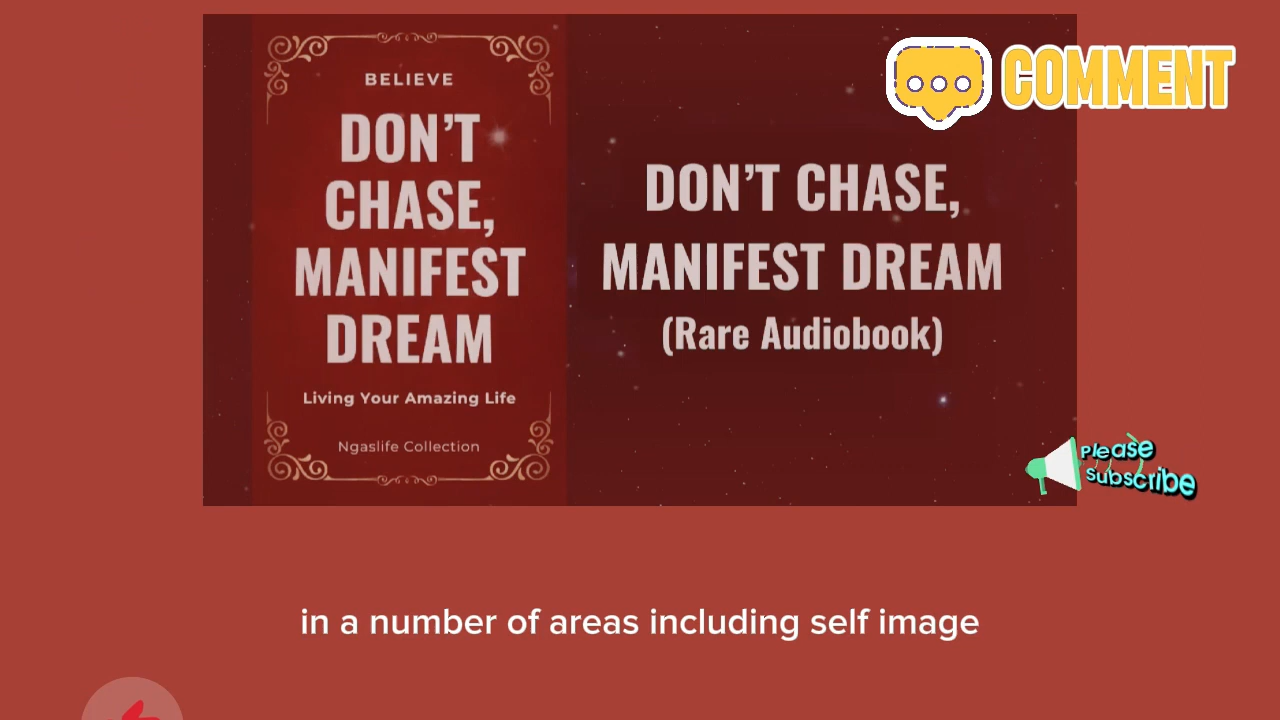 BELIEVE
DON’T
CHASE,
MANIFEST
DREAM
Living Your Amazing Life
Ngaslife Collection
DON’T CHASE,
MANIFEST DREAM
(Rare Audiobook)
COMMENT
Please
Subscribe
in a number of areas including self image